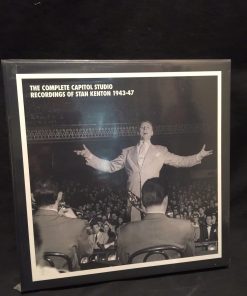 THE COMPLETE CAPITOL STUDIO
RECORDINGS OF STAN KENTON 1943-47